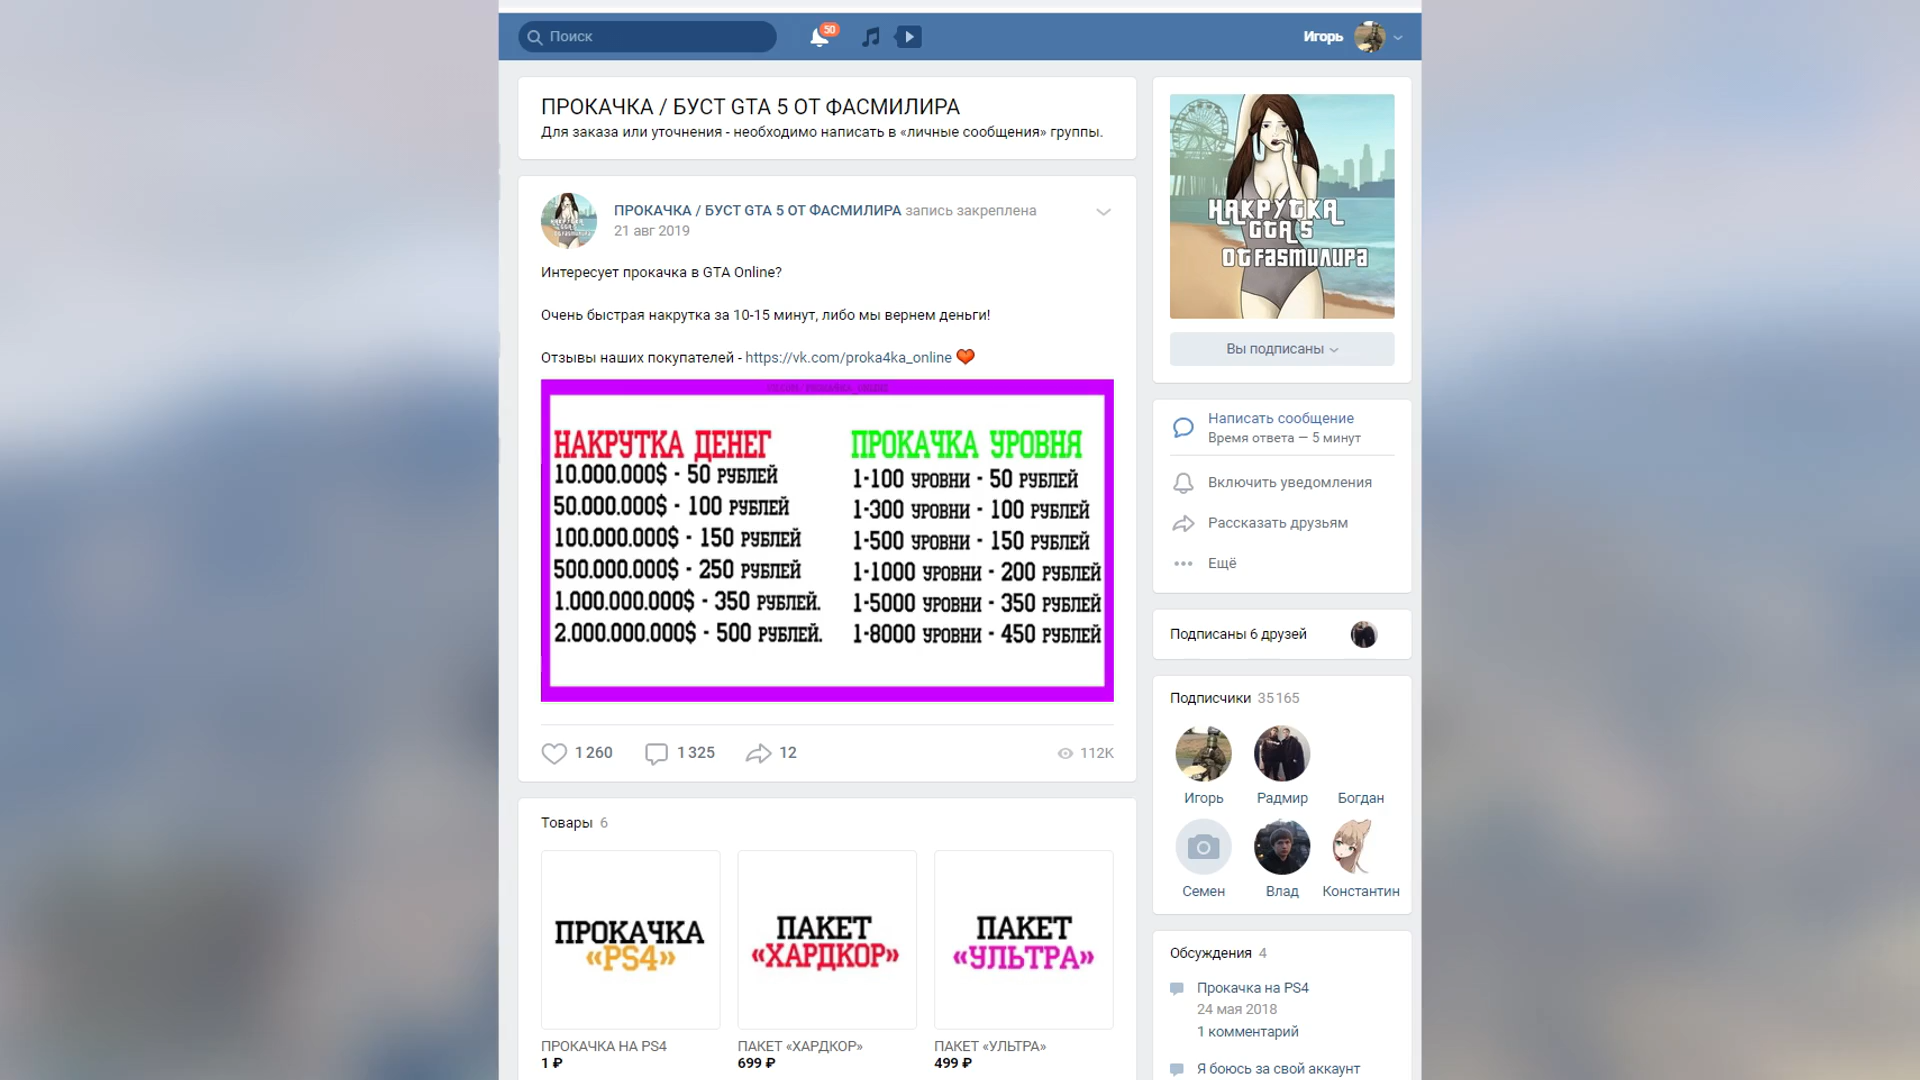 Поиск
50
Игорь
ПРОКАЧКА / БУСТ GTA 5 ОТ ФАСМИЛИРА
Для заказа или уточнения - необходимо написать в «личные сообщения» группы.
ПРОКАЧКА / БУСТ GTA 5 ОТ ФАСМИЛИРА запись закреплена
21 авг 2019
Интересует прокачка в GTA Online?
Очень быстрая накрутка за 10-15 минут, либо мы вернем деньги!
Отзывы наших покупателей - https://vk.com/proka4ka_online
НАКРУТКА ДЕНЕГ
10.000.000$ - 50 РУБЛЕЙ
50.000.000$ - 100 РУБЛЕЙ
100.000.000$ - 150 РУБЛЕЙ
500.000.000$ - 250 РУБЛЕЙ
1.000.000.000$ - 350 РУБЛЕЙ.
2.000.000.000$ - 500 РУБЛЕЙ.
ПРОКАЧКА УРОВНЯ
1-100 УРОВНИ - 50 РУБЛЕЙ
1-300 УРОВНИ - 100 РУБЛЕЙ
1-500 УРОВНИ - 150 РУБЛЕЙ
1-1000 УРОВНИ - 200 РУБЛЕЙ
1-5000 УРОВНИ - 350 РУБЛЕЙ
1-8000 УРОВНИ - 450 РУБЛЕЙ
1 260
1 325
12
112K
Товары 6
ПРОКАЧКА
«PS4»
ПРОКАЧКА НА PS4
1 ₽
ПАКЕТ
«ХАРДКОР»
ПАКЕТ «ХАРДКОР»
699 ₽
ПАКЕТ
«УЛЬТРА»
ПАКЕТ «УЛЬТРА»
499 ₽
НАКРУТКА
GTA 5
ОТ FASМИЛИРА
Вы подписаны
Написать сообщение
Время ответа — 5 минут
Включить уведомления
Рассказать друзьям
Ещё
Подписаны 6 друзей
Подписчики 35 165
Игорь
Радмир
Богдан
Семен
Влад
Константин
Обсуждения 4
Прокачка на PS4
24 мая 2018
1 комментарий
Я боюсь за свой аккаунт